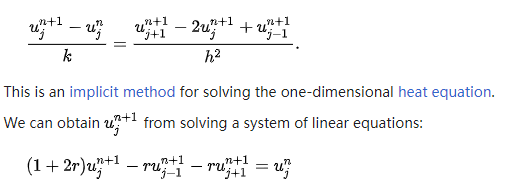 \frac{u_j^{n+1} - u_j^n}{k} = \frac{u_{j+1}^{n+1} - 2u_j^{n+1} + u_{j-1}^{n+1}}{h^2}.
This is an implicit method for solving the one-dimensional heat equation.
We can obtain u_j^{n+1} from solving a system of linear equations:
(1 + 2r)u_j^{n+1} - ru_{j-1}^{n+1} - ru_{j+1}^{n+1} = u_j^n